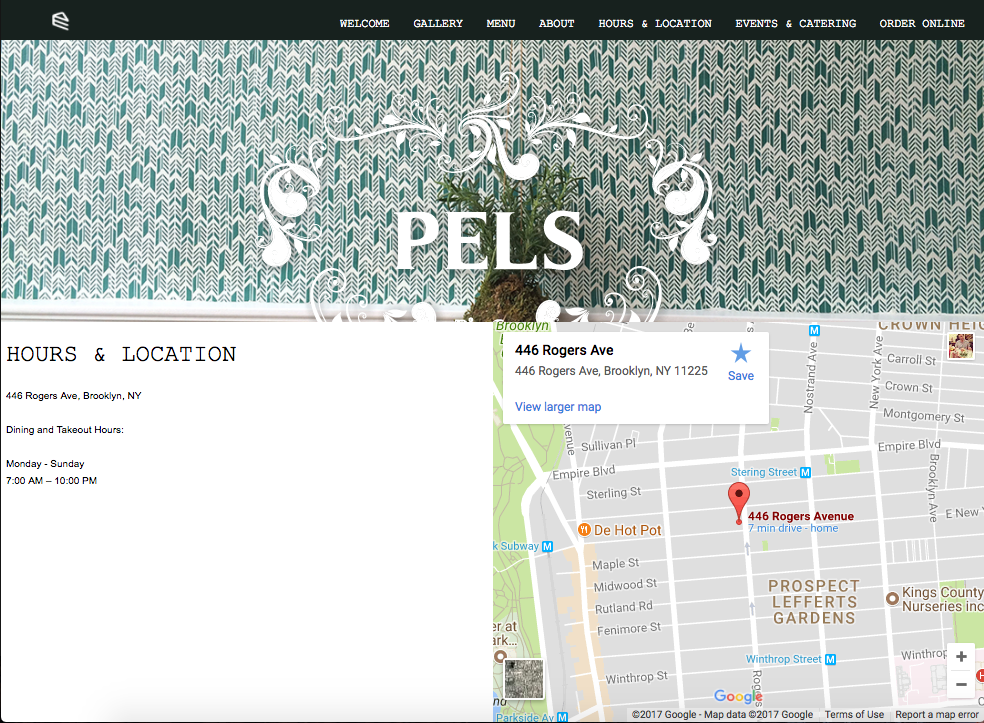 WELCOME GALLERY MENU ABOUT HOURS & LOCATION EVENTS & CATERING ORDER ONLINE
PELS
HOURS & LOCATION
446 Rogers Ave, Brooklyn, NY
Dining and Takeout Hours:
Monday - Sunday
7:00 AM – 10:00 PM
Brooklyn
446 Rogers Ave
446 Rogers Ave, Brooklyn, NY 11225
Save
View larger map
CROWN HEIG
Carroll St
Crown St
Montgomery St
Nostrand Ave
New York Ave
Empire Blvd
Brooklyn Ave
venue
Sullivan Pl
Empire Blvd
Sterling St
Stering Street
446 Rogers Avenue
7 min drive - home
E New Y
De Hot Pot
k Subway
Maple St
Midwood St
Rutland Rd
Fenimore St
PROSPECT
LEFFERTS
GARDENS
Kings County
Nurseries inc
er at
ark...
Winthrop Street
Winthrop
Winthrop St
Rogers
Parkside Av
Google
©2017 Google - Map data ©2017 Google Terms of Use Report a map error